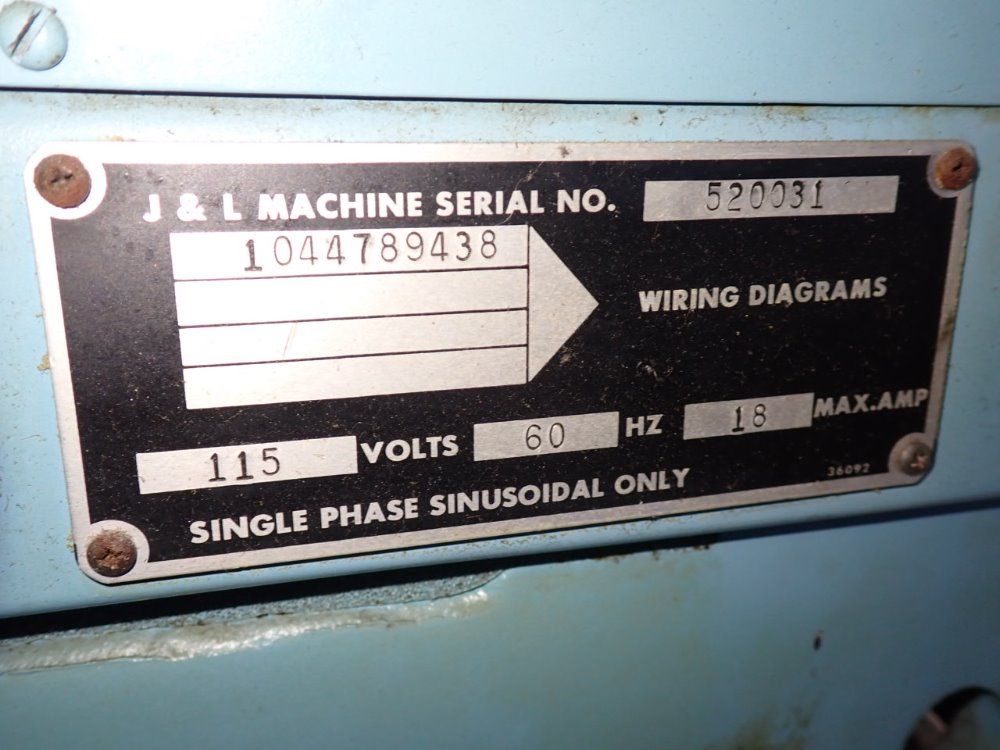 J & L MACHINE SERIAL NO. 520031
1044789438
WIRING DIAGRAMS
115 VOLTS 60 HZ 18 MAX.AMP
36092
SINGLE PHASE SINUSOIDAL ONLY